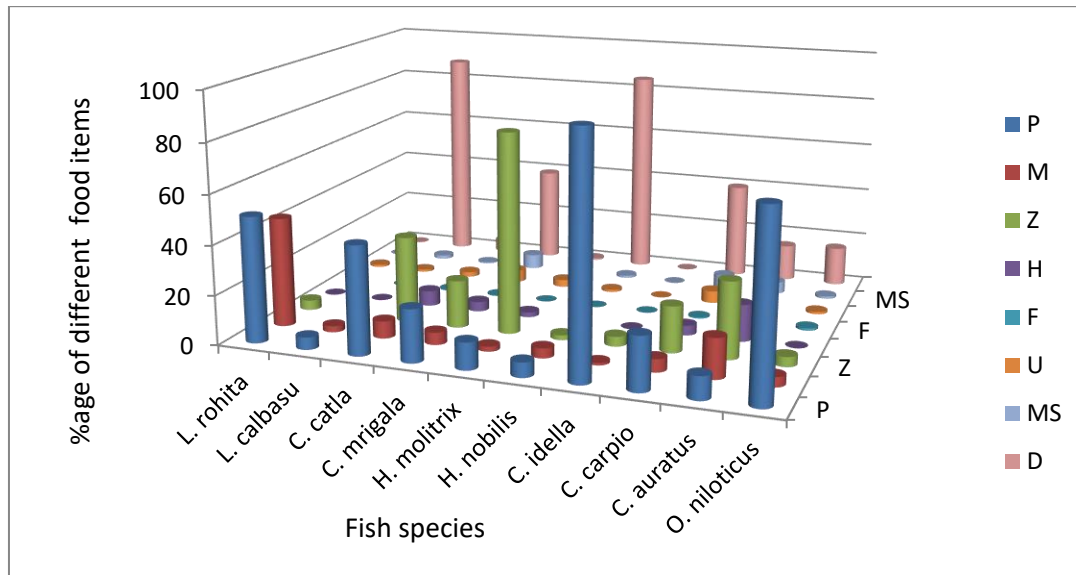 %age of different food items
100
80
60
40
20
0
L. rohita
L. calbasu
C. catla
C. mrigala
H. molitrix
H. nobilis
C. idella
C. carpio
C. auratus
O. niloticus
Fish species
MS
F
Z
P
P
M
Z
H
F
U
MS
D